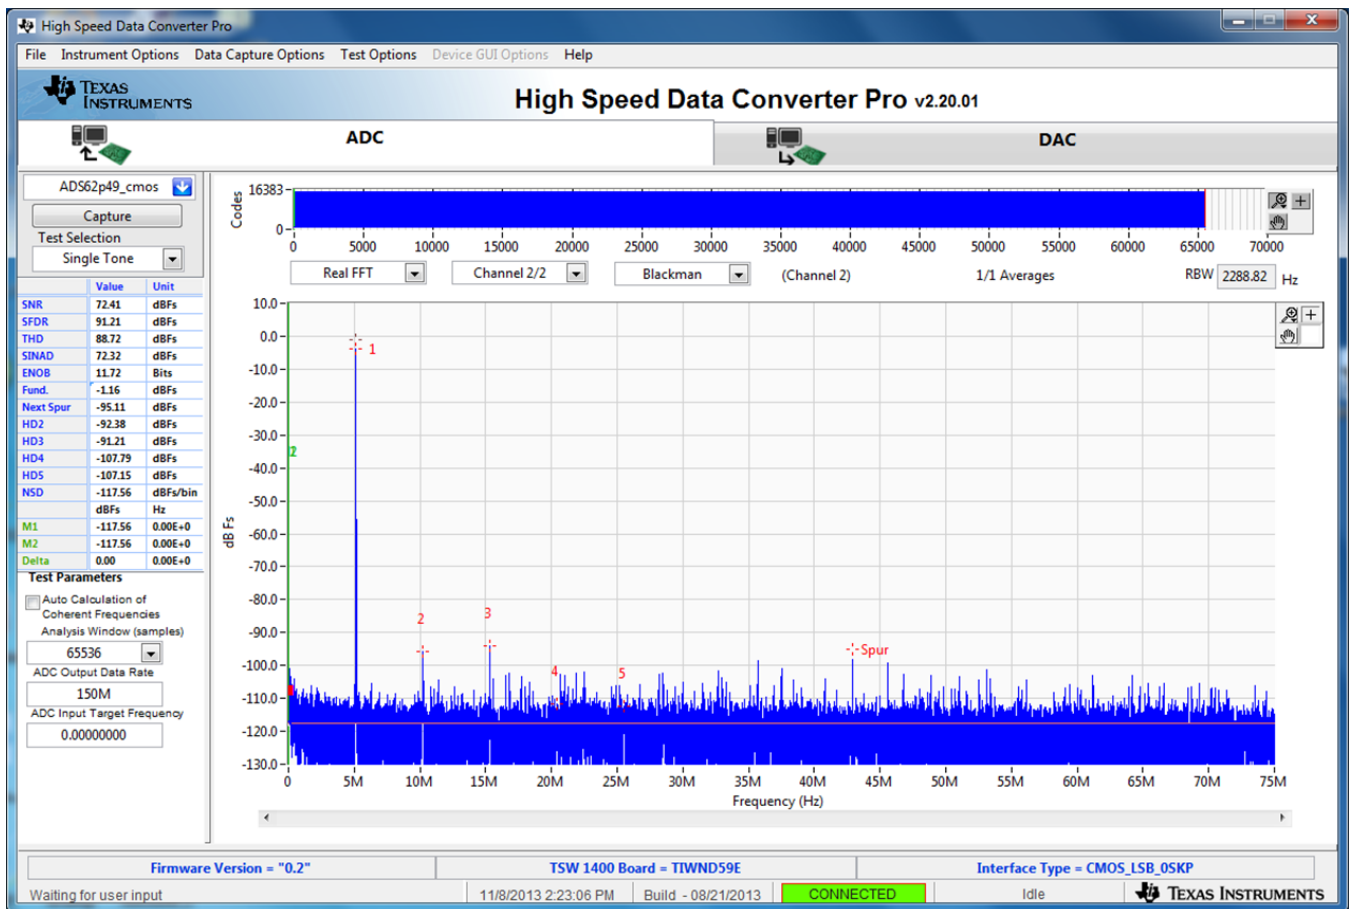 High Speed Data Converter Pro
File Instrument Options Data Capture Options Test Options Device GUI Options Help
TEXAS INSTRUMENTS
High Speed Data Converter Pro v2.20.01
ADC
DAC
ADS62p49_cmos
Capture
Test Selection
Single Tone
Value Unit
SNR 72.41 dBFs
SFDR 91.21 dBFs
THD 88.72 dBFs
SINAD 72.32 dBFs
ENOB 11.72 Bits
Fund. -1.16 dBFs
Next Spur -95.11 dBFs
HD2 -92.38 dBFs
HD3 -91.21 dBFs
HD4 -107.79 dBFs
HD5 -107.15 dBFs
NSD -117.56 dBFs/bin
dBFs Hz
M1 -117.56 0.00E+0
M2 -117.56 0.00E+0
Delta 0.00 0.00E+0
Test Parameters
Auto Calculation of
Coherent Frequencies
Analysis Window (samples)
65536
ADC Output Data Rate
150M
ADC Input Target Frequency
0.00000000
Codes
16383
0
0 5000 10000 15000 20000 25000 30000 35000 40000 45000 50000 55000 60000 65000 70000
Real FFT Channel 2/2 Blackman (Channel 2) 1/1 Averages RBW 2288.82 Hz
dB Fs
10.0
0.0
-10.0
-20.0
-30.0
-40.0
-50.0
-60.0
-70.0
-80.0
-90.0
-100.0
-110.0
-120.0
-130.0
1
2
2
3
4
5
Spur
0 5M 10M 15M 20M 25M 30M 35M 40M 45M 50M 55M 60M 65M 70M 75M
Frequency (Hz)
Firmware Version = "0.2" TSW 1400 Board = TIWND59E Interface Type = CMOS_LSB_0SKP
Waiting for user input 11/8/2013 2:23:06 PM Build - 08/21/2013 CONNECTED Idle TEXAS INSTRUMENTS